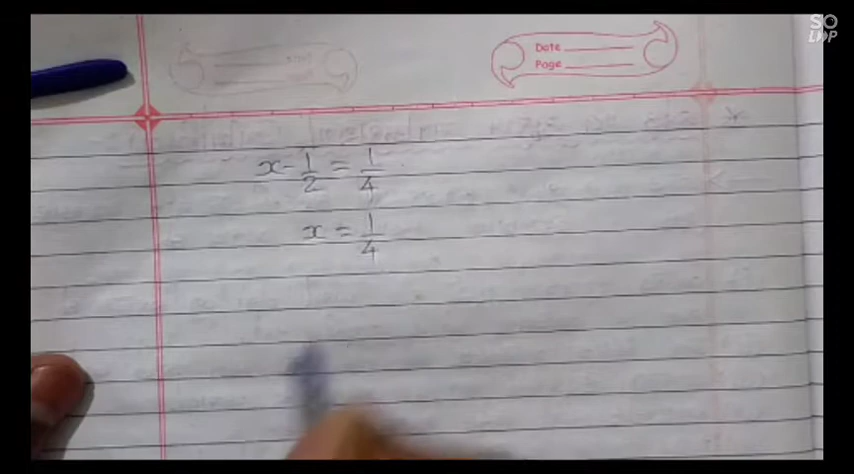 SO
LOOP
Date
Page
x - 1/2 = 1/4
x = 1/4